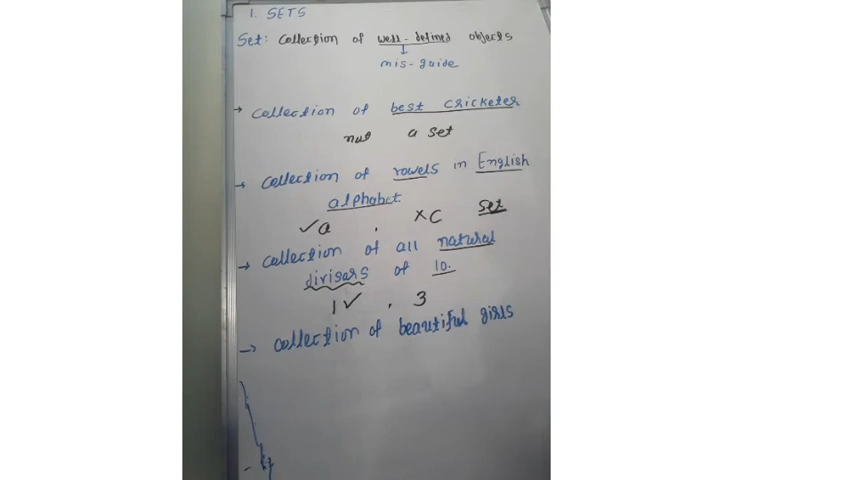 1. SETS
Set: collection of well-defined objects
mis-guide
→ collection of best cricketer
not a set
→ collection of vowels in English
alphabet.
✓a , ×C Set
→ collection of all natural
divisars of 10.
1✓ , 3
→ collection of beautiful girls